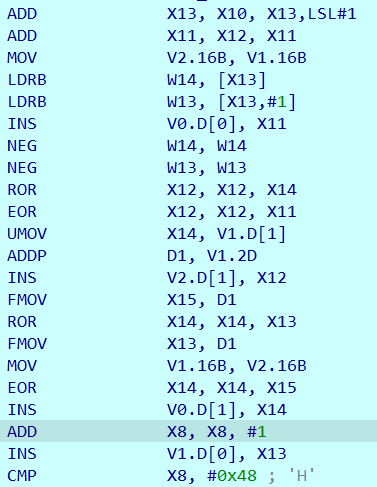 ADD X13, X10, X13,LSL#1
ADD X11, X12, X11
MOV V2.16B, V1.16B
LDRB W14, [X13]
LDRB W13, [X13,#1]
INS V0.D[0], X11
NEG W14, W14
NEG W13, W13
ROR X12, X12, X14
EOR X12, X12, X11
UMOV X14, V1.D[1]
ADDP D1, V1.2D
INS V2.D[1], X12
FMOV X15, D1
ROR X14, X14, X13
FMOV X13, D1
MOV V1.16B, V2.16B
EOR X14, X14, X15
INS V0.D[1], X14
ADD X8, X8, #1
INS V1.D[0], X13
CMP X8, #0x48 ; 'H'